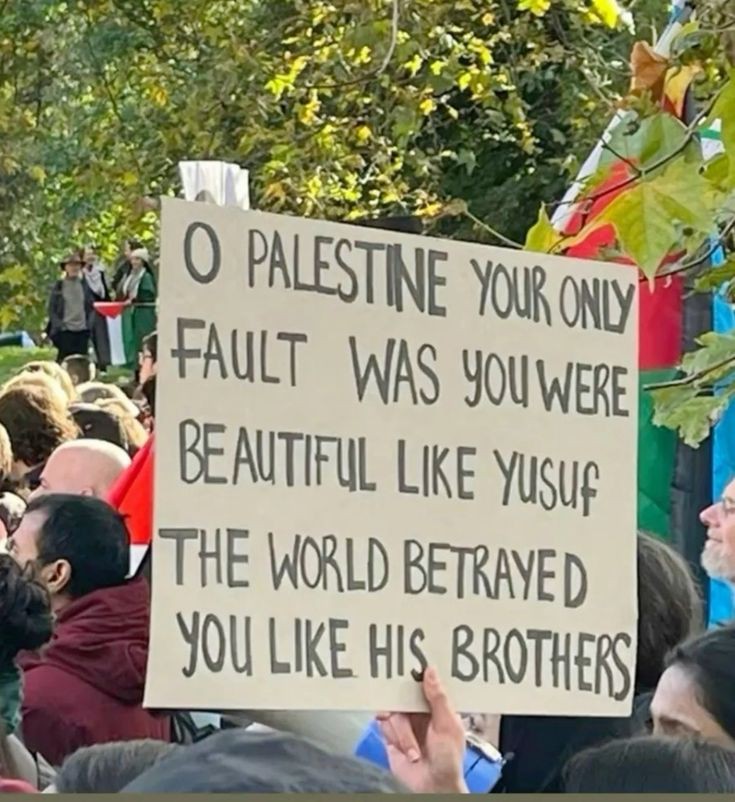 O PALESTINE YOUR ONLY
FAULT WAS YOU WERE
BEAUTIFUL LIKE YUSUF
THE WORLD BETRAYED
YOU LIKE HIS BROTHERS